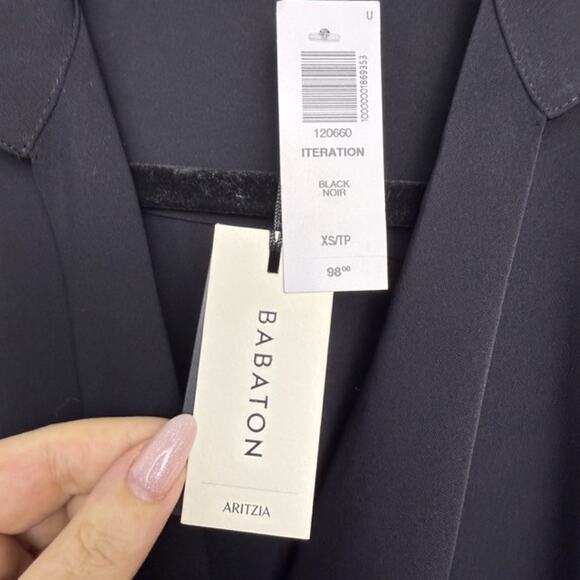 U
10000001869353
120660
ITERATION
BLACK
NOIR
XS/TP
98⁰⁰
BABATON
ARITZIA